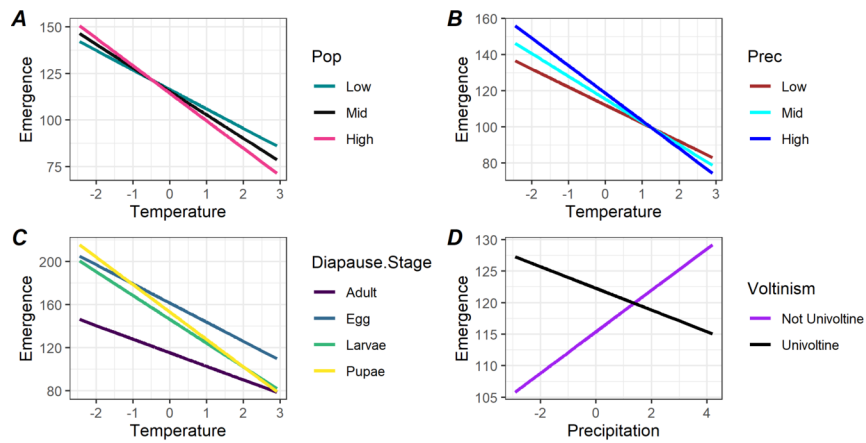 A
Emergence
150
125
100
75
-2 -1 0 1 2 3
Temperature
Pop
Low
Mid
High
B
Emergence
160
140
120
100
80
-2 -1 0 1 2 3
Temperature
Prec
Low
Mid
High
C
Emergence
200
160
120
80
-2 -1 0 1 2 3
Temperature
Diapause.Stage
Adult
Egg
Larvae
Pupae
D
Emergence
130
125
120
115
110
105
-2 0 2 4
Precipitation
Voltinism
Not Univoltine
Univoltine